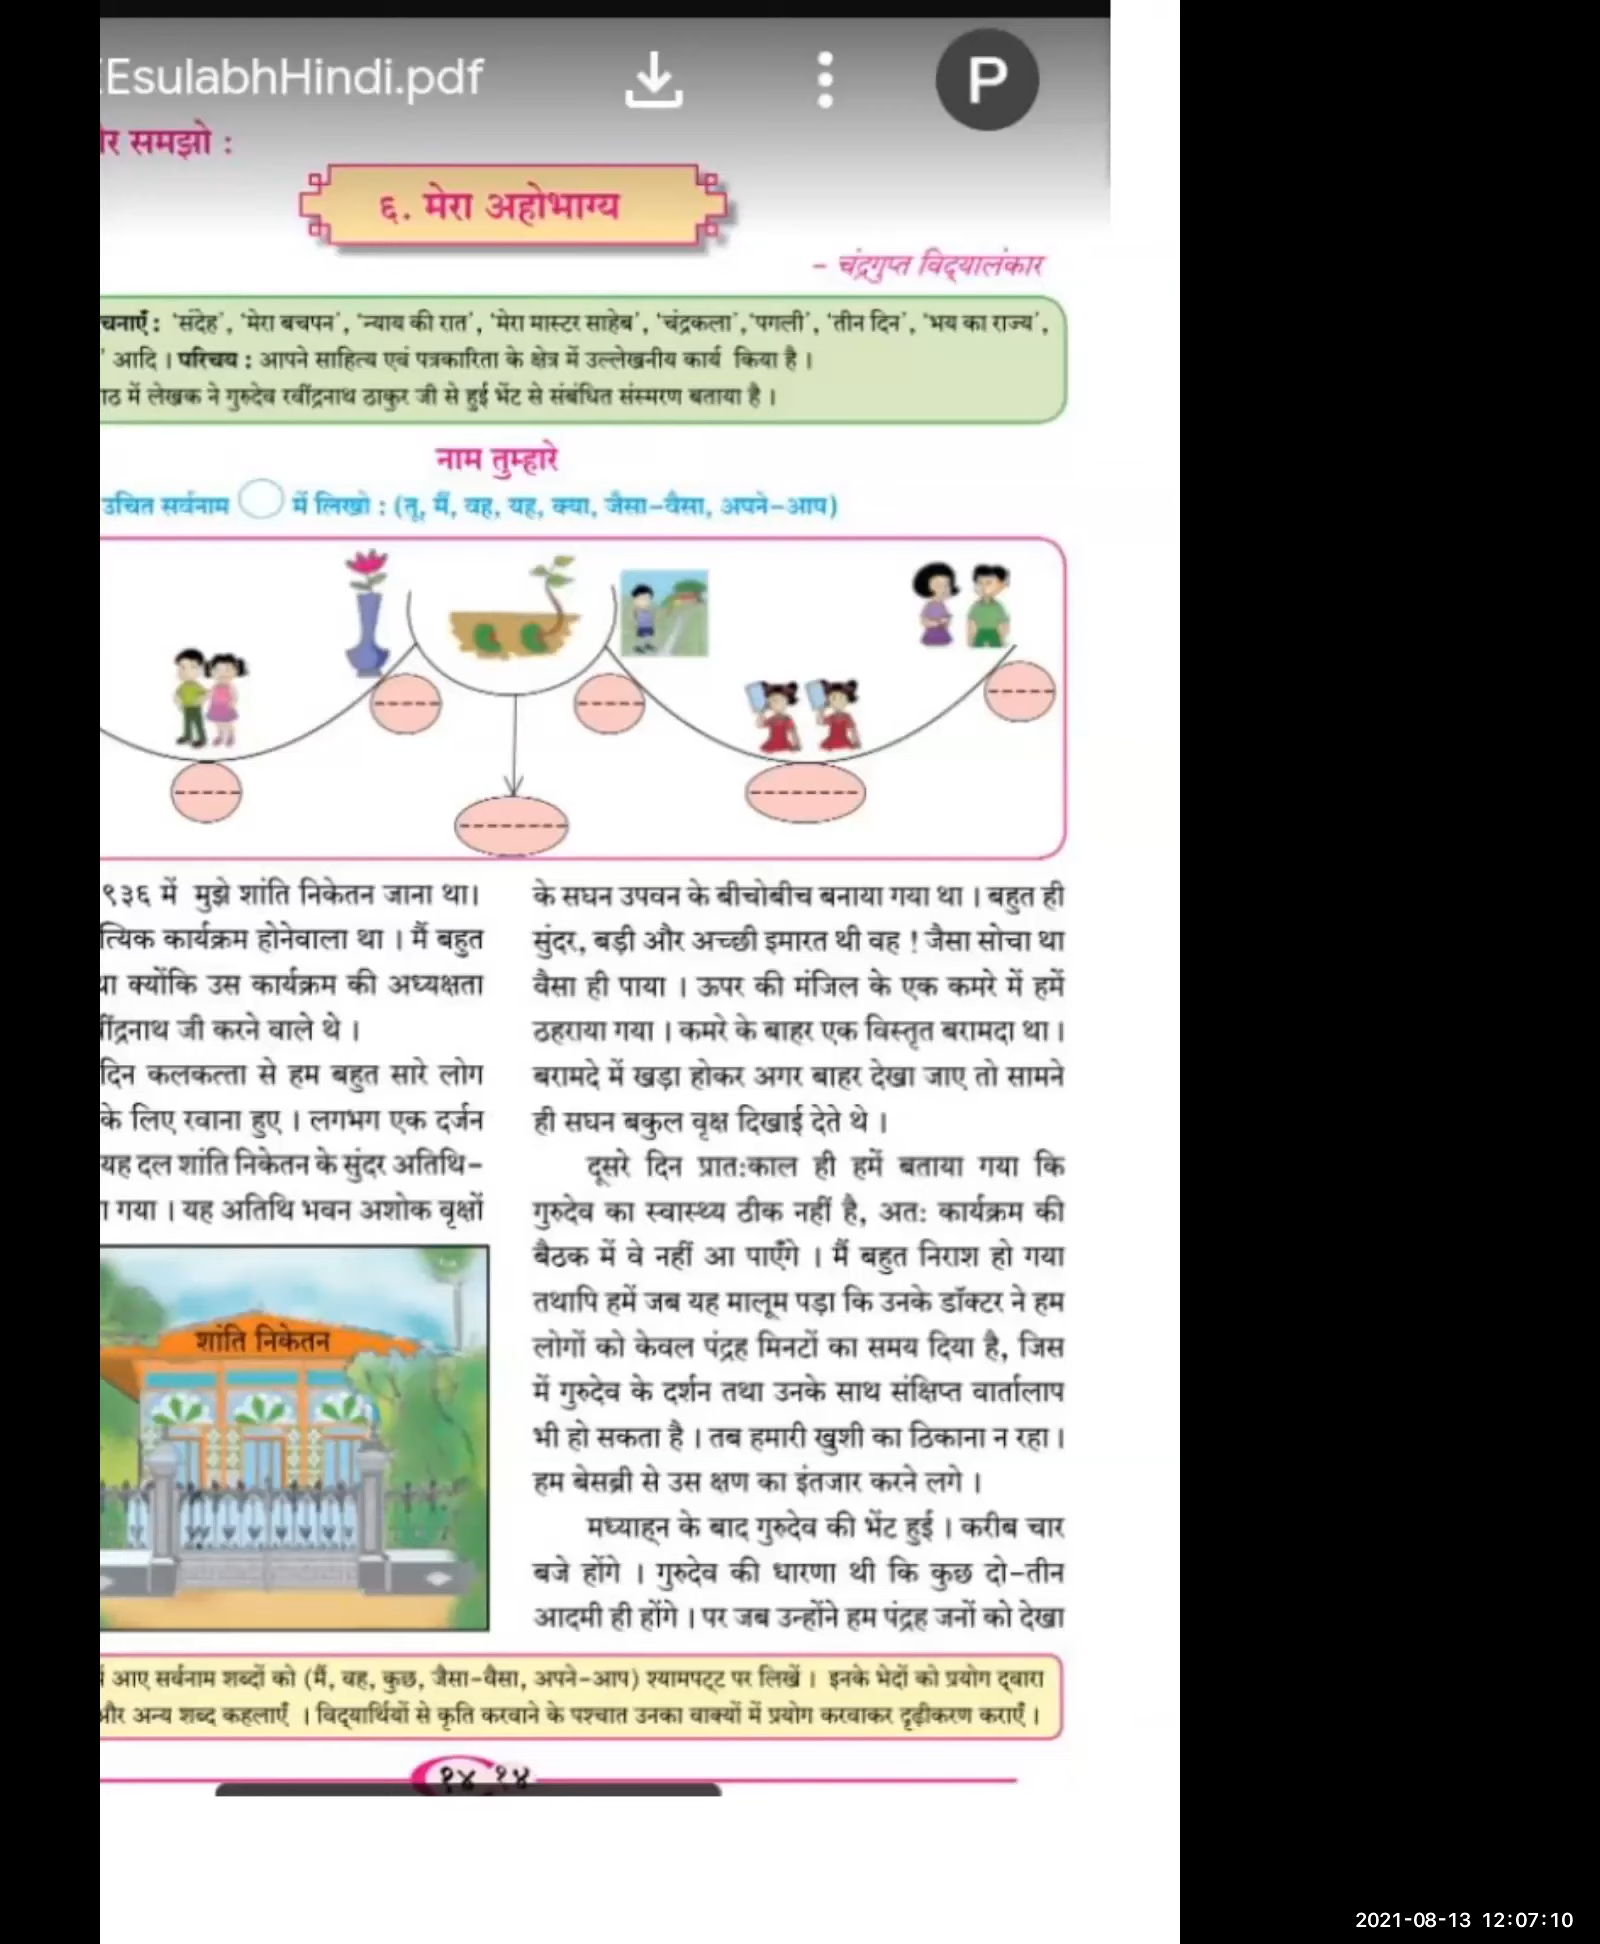 EsulabhHindi.pdf
P
समझो :
६. मेरा अहोभाग्य
- चंद्रगुप्त विद्यालंकार
‘संदेह’, ‘मेरा बचपन’, ‘न्याय की रात’, ‘मेरा मास्टर साहेब’, ‘चंद्रकला’,‘पगली’, ‘तीन दिन’, ‘भय का राज्य’,
’ आदि । परिचय : आपने साहित्य एवं पत्रकारिता के क्षेत्र में उल्लेखनीय कार्य किया है ।
में लेखक ने गुरुदेव रवींद्रनाथ ठाकुर जी से हुई भेंट से संबंधित संस्मरण बताया है ।
नाम तुम्हारे
उचित सर्वनाम में लिखो : (तू, मैं, वह, यह, क्या, जैसा-वैसा, अपने-आप)
९३६ में मुझे शांति निकेतन जाना था।
त्यिक कार्यक्रम होनेवाला था । मैं बहुत
क्योंकि उस कार्यक्रम की अध्यक्षता
रवींद्रनाथ जी करने वाले थे ।
दिन कलकत्ता से हम बहुत सारे लोग
के लिए रवाना हुए । लगभग एक दर्जन
यह दल शांति निकेतन के सुंदर अतिथि-
गया । यह अतिथि भवन अशोक वृक्षों
शांति निकेतन
के सघन उपवन के बीचोबीच बनाया गया था । बहुत ही
सुंदर, बड़ी और अच्छी इमारत थी वह ! जैसा सोचा था
वैसा ही पाया । ऊपर की मंजिल के एक कमरे में हमें
ठहराया गया । कमरे के बाहर एक विस्तृत बरामदा था ।
बरामदे में खड़ा होकर अगर बाहर देखा जाए तो सामने
ही सघन बकुल वृक्ष दिखाई देते थे ।
दूसरे दिन प्रात:काल ही हमें बताया गया कि
गुरुदेव का स्वास्थ्य ठीक नहीं है, अत: कार्यक्रम की
बैठक में वे नहीं आ पाएँगे । मैं बहुत निराश हो गया
तथापि हमें जब यह मालूम पड़ा कि उनके डॉक्टर ने हम
लोगों को केवल पंद्रह मिनटों का समय दिया है, जिस
में गुरुदेव के दर्शन तथा उनके साथ संक्षिप्त वार्तालाप
भी हो सकता है । तब हमारी खुशी का ठिकाना न रहा ।
हम बेसब्री से उस क्षण का इंतजार करने लगे ।
मध्याह्न के बाद गुरुदेव की भेंट हुई । करीब चार
बजे होंगे । गुरुदेव की धारणा थी कि कुछ दो-तीन
आदमी ही होंगे । पर जब उन्होंने हम पंद्रह जनों को देखा
आए सर्वनाम शब्दों को (मैं, वह, कुछ, जैसा-वैसा, अपने-आप) श्यामपट्ट पर लिखें । इनके भेदों को प्रयोग द्वारा
और अन्य शब्द कहलाएँ । विद्यार्थियों से कृति करवाने के पश्चात उनका वाक्यों में प्रयोग करवाकर दृढ़ीकरण कराएँ ।
१४ १४
2021-08-13 12:07:10